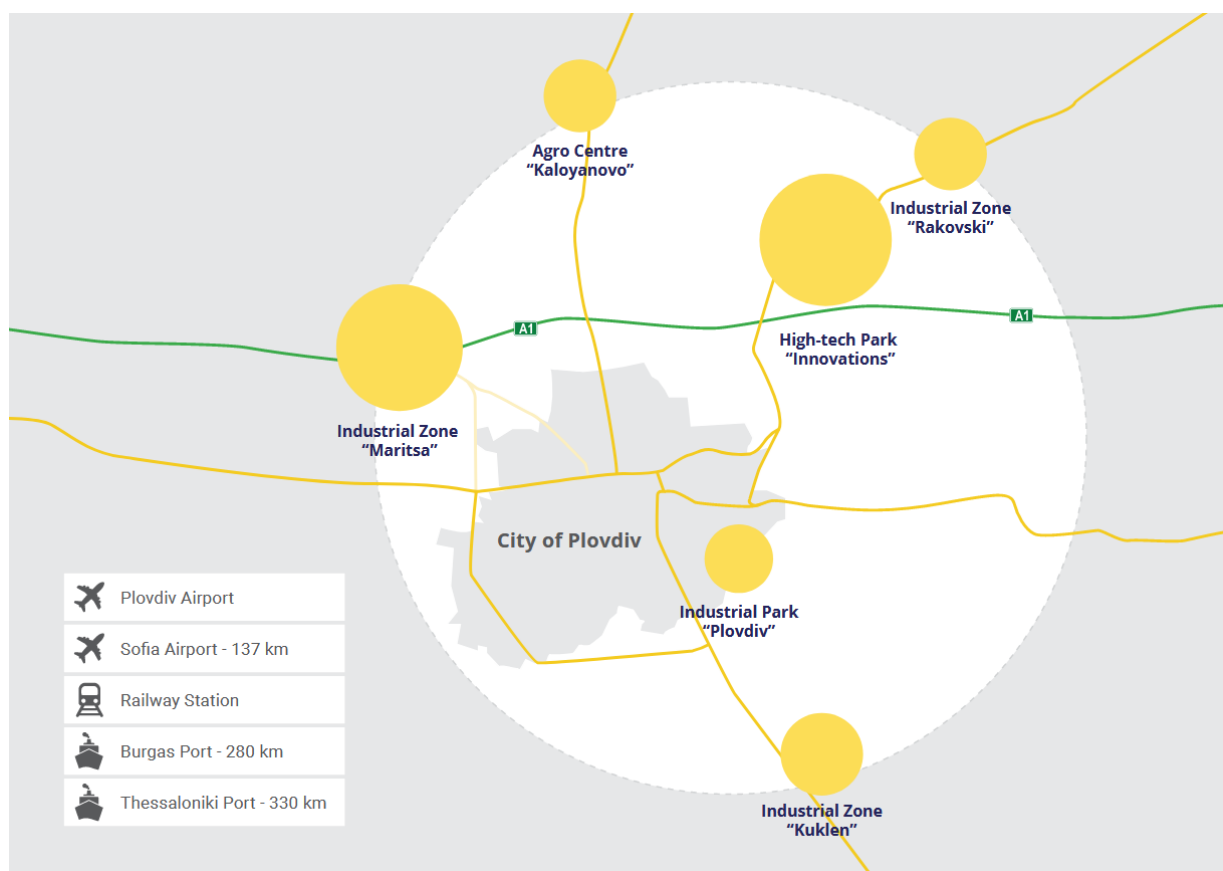 Agro Centre
“Kaloyanovo”
Industrial Zone
“Rakovski”
A1
A1
High-tech Park
“Innovations”
Industrial Zone
“Maritsa”
City of Plovdiv
Industrial Park
“Plovdiv”
Industrial Zone
“Kuklen”
Plovdiv Airport
Sofia Airport - 137 km
Railway Station
Burgas Port - 280 km
Thessaloniki Port - 330 km